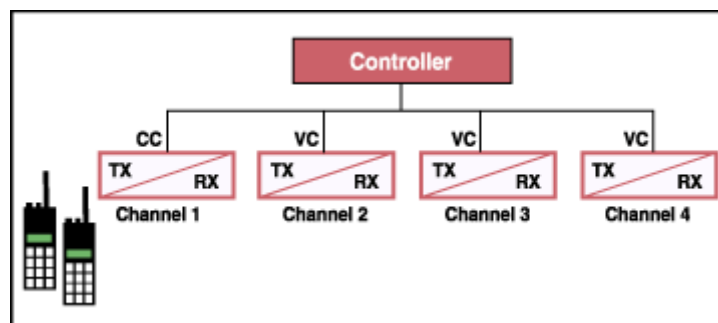 Controller
CC VC VC VC
TX RX TX RX TX RX TX RX
Channel 1 Channel 2 Channel 3 Channel 4